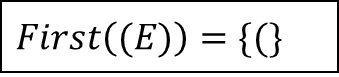 First((E)) = {(}